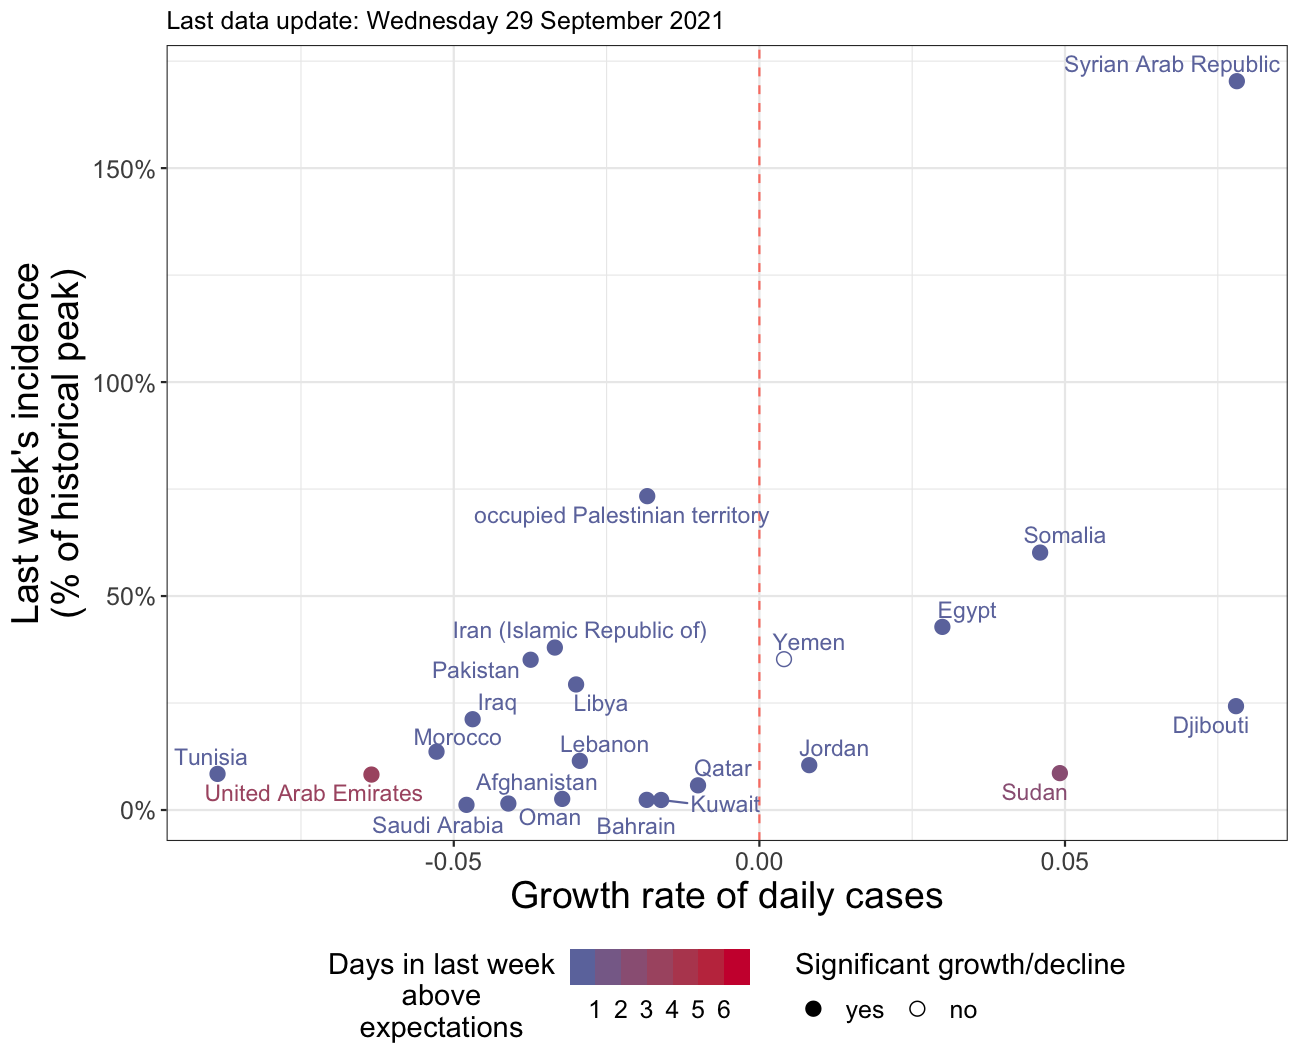 Last data update: Wednesday 29 September 2021
Syrian Arab Republic
150%
100%
occupied Palestinian territory
Somalia
50%
Egypt
Iran (Islamic Republic of)
Yemen
Pakistan
Iraq
Libya
Djibouti
Morocco
Lebanon
Jordan
Tunisia
Qatar
Afghanistan
United Arab Emirates
Sudan
Kuwait
0%
Oman
Saudi Arabia
Bahrain
Last week's incidence
(% of historical peak)
-0.05 0.00 0.05
Growth rate of daily cases
Days in last week
above
expectations
1 2 3 4 5 6
Significant growth/decline
yes no